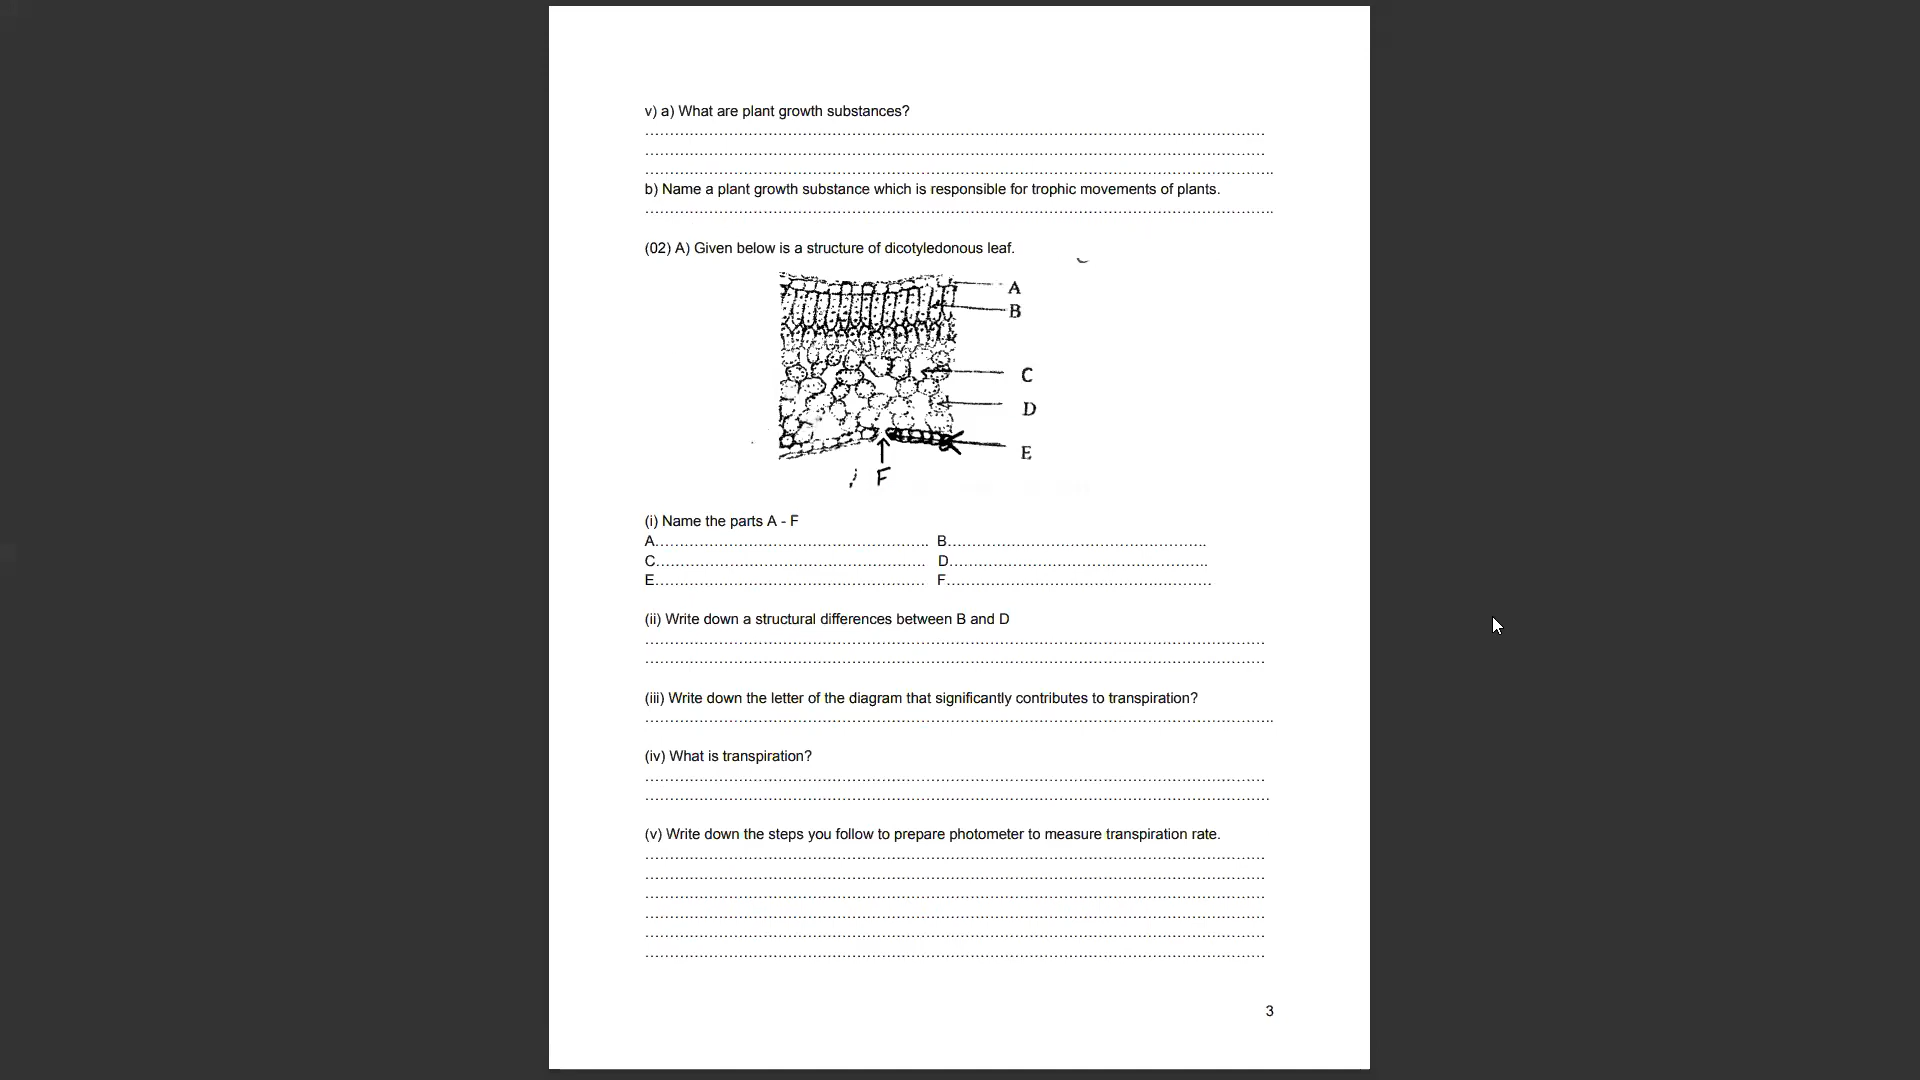 v) a) What are plant growth substances?
……………………………………………………………………………………………………………
……………………………………………………………………………………………………………
……………………………………………………………………………………………………………..
b) Name a plant growth substance which is responsible for trophic movements of plants.
……………………………………………………………………………………………………………..
(02) A) Given below is a structure of dicotyledonous leaf.
A
B
C
D
E
F
(i) Name the parts A - F
A……………………………………………….. B……………………………………………..
C……………………………………………… D……………………………………………..
E……………………………………………… F………………………………………………
(ii) Write down a structural differences between B and D
……………………………………………………………………………………………………………
……………………………………………………………………………………………………………
(iii) Write down the letter of the diagram that significantly contributes to transpiration?
……………………………………………………………………………………………………………..
(iv) What is transpiration?
……………………………………………………………………………………………………………
…………………………………………………………………………………………………………….
(v) Write down the steps you follow to prepare photometer to measure transpiration rate.
……………………………………………………………………………………………………………
……………………………………………………………………………………………………………
……………………………………………………………………………………………………………
……………………………………………………………………………………………………………
……………………………………………………………………………………………………………
……………………………………………………………………………………………………………
3